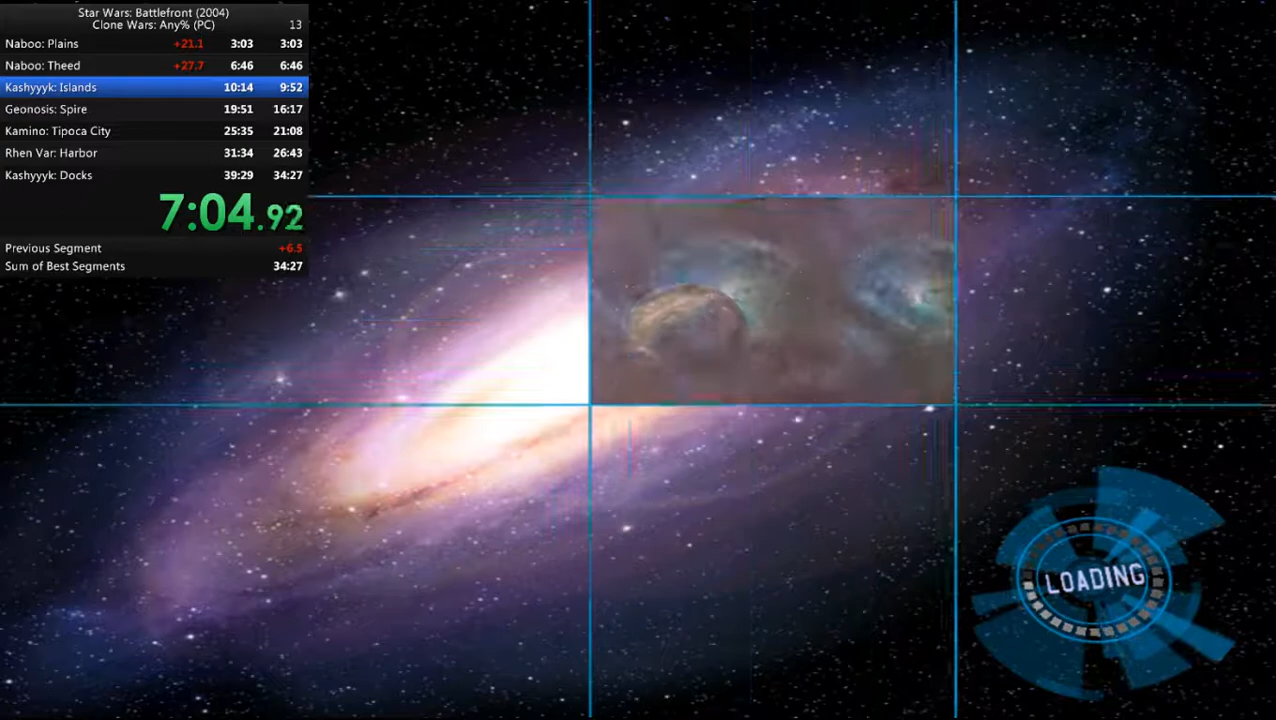 Star Wars: Battlefront (2004)
Clone Wars: Any% (PC) 13
Naboo: Plains +21.1 3:03 3:03
Naboo: Theed +27.7 6:46 6:46
Kashyyyk: Islands 10:14 9:52
Geonosis: Spire 19:51 16:17
Kamino: Tipoca City 25:35 21:08
Rhen Var: Harbor 31:34 26:43
Kashyyyk: Docks 39:29 34:27
7:04.92
Previous Segment +6.5
Sum of Best Segments 34:27
LOADING